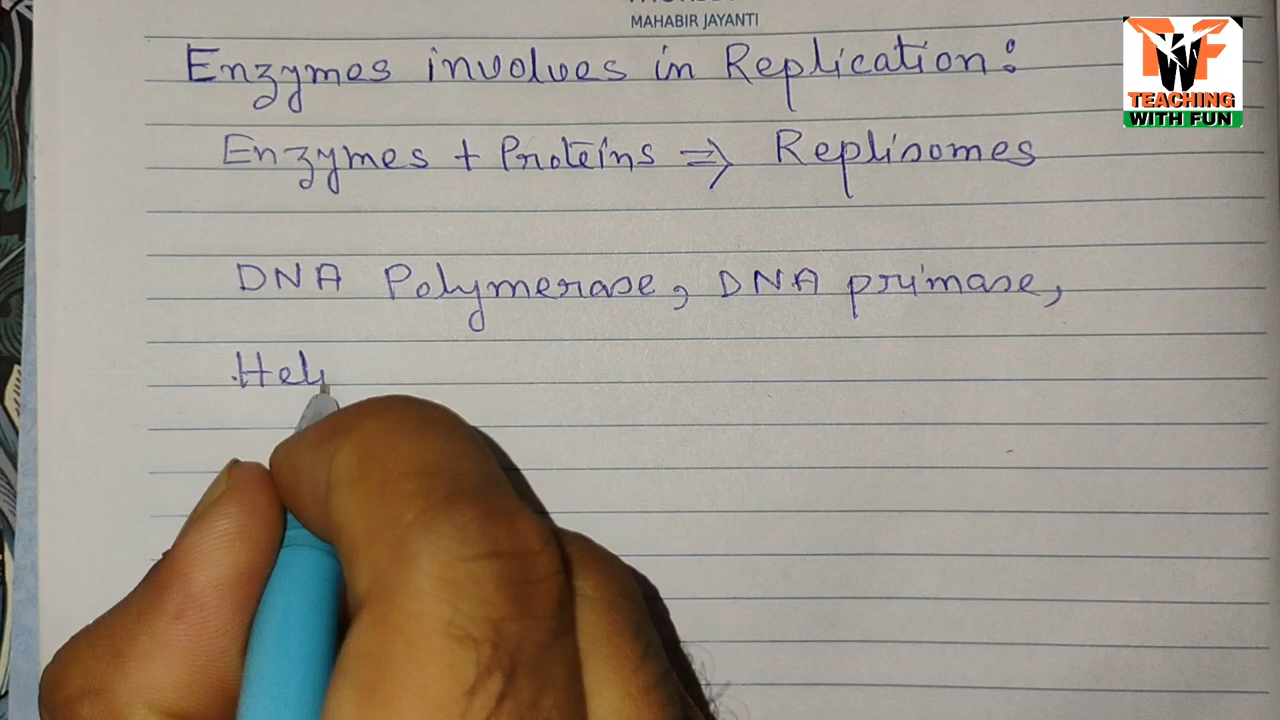 MAHABIR JAYANTI
Enzymes involves in Replication:
TEACHING
WITH FUN
Enzymes + Proteins ⇒ Replisomes
DNA Polymerase, DNA primase,
Hel